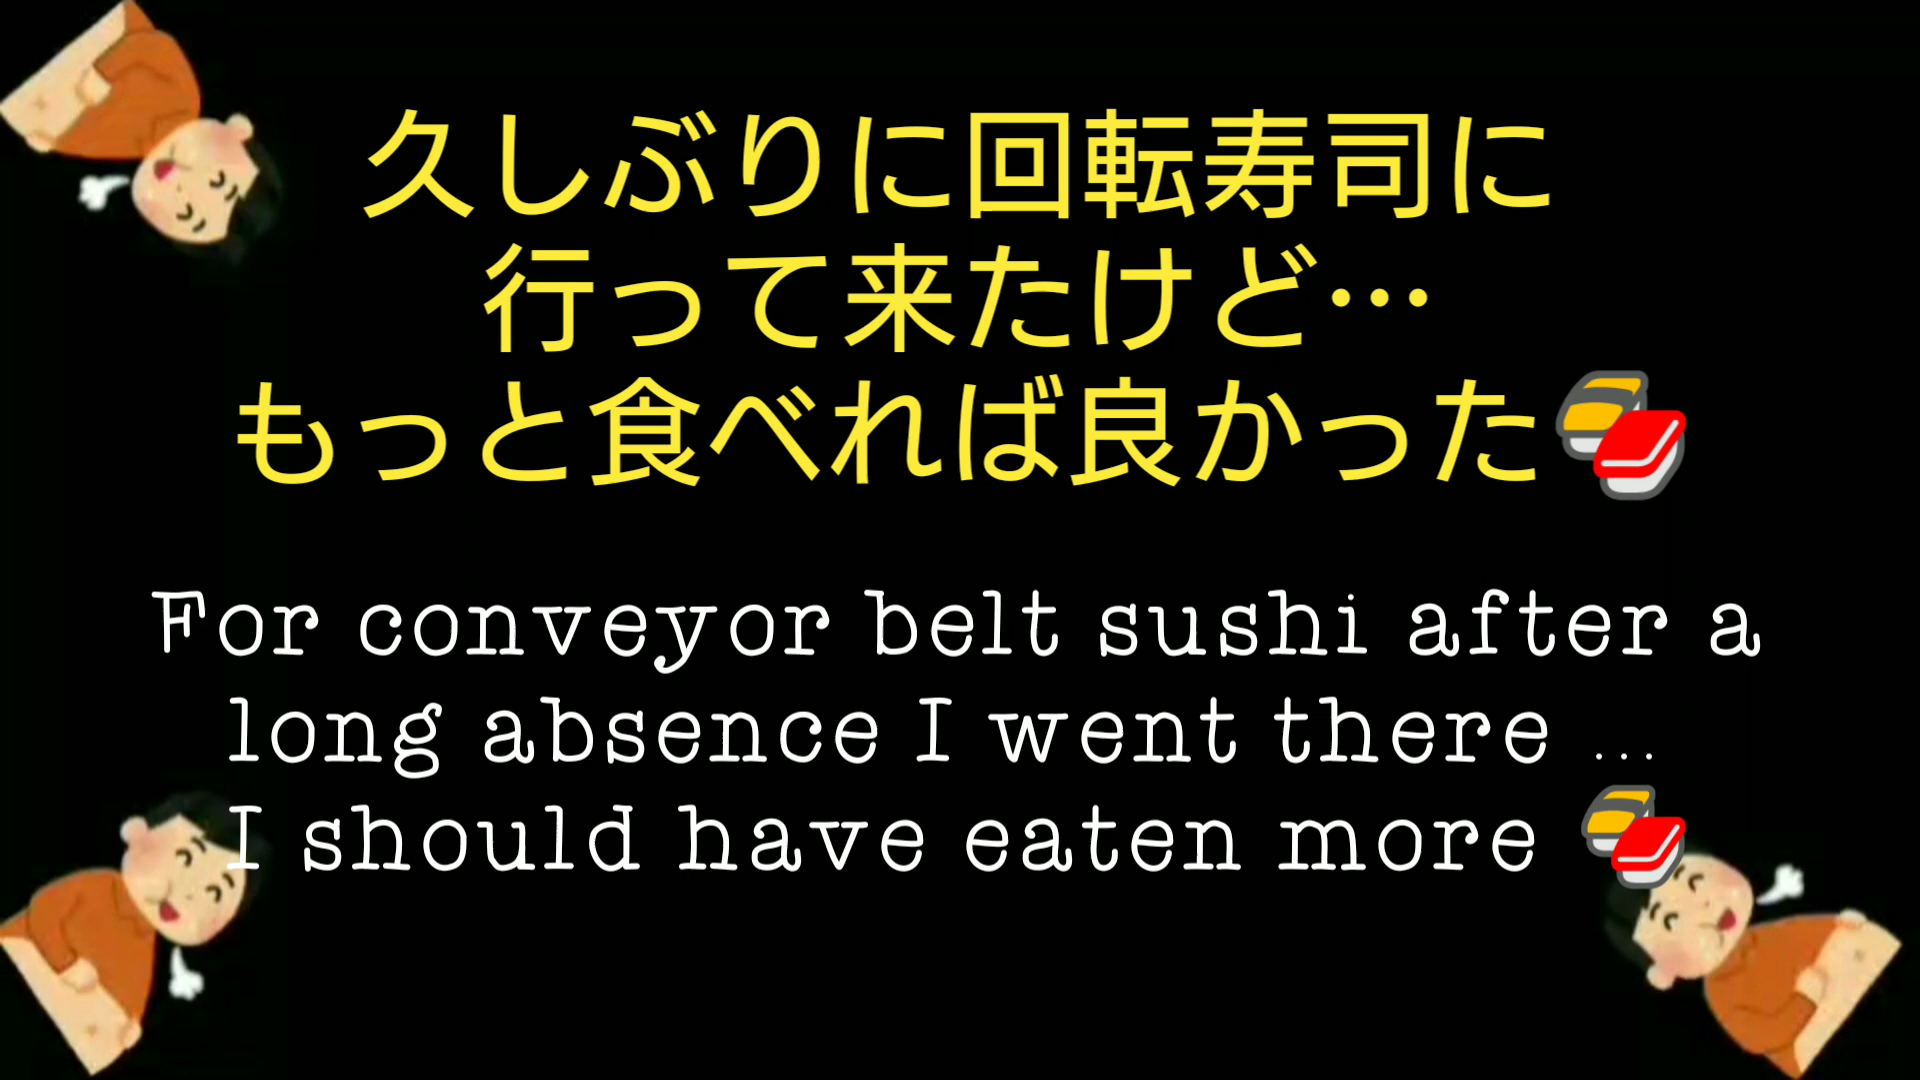 久しぶりに回転寿司に
行って来たけど…
もっと食べれば良かった🍣
For conveyor belt sushi after a
long absence I went there ...
I should have eaten more 🍣